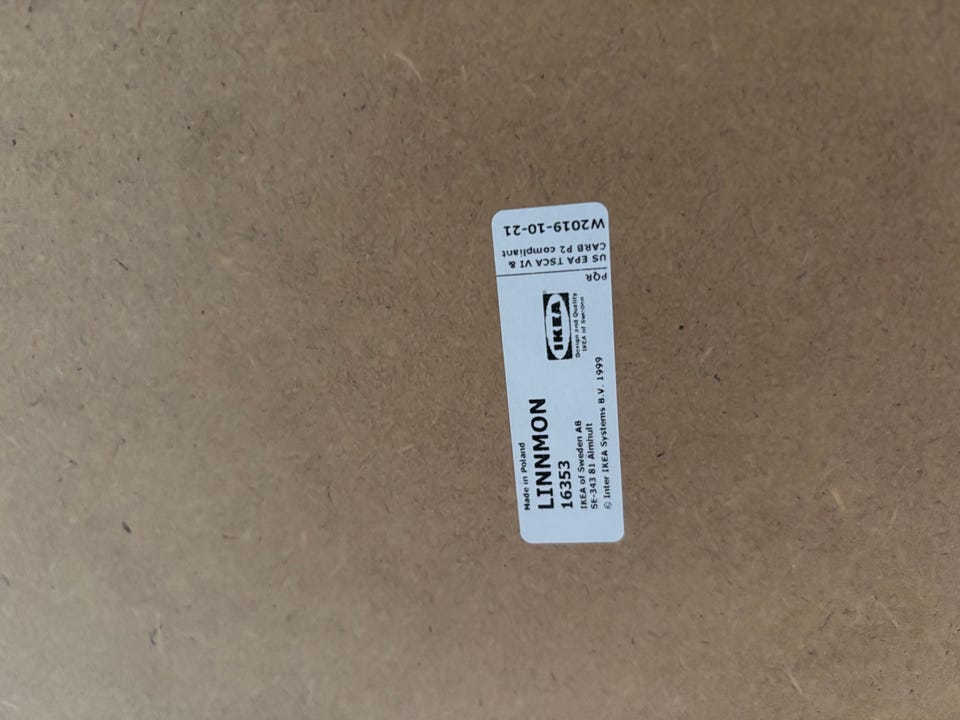 Made in Poland
LINNMON
16353
IKEA of Sweden AB
SE-343 81 Älmhult
© Inter IKEA Systems B.V. 1999
IKEA
Design and Quality
IKEA of Sweden
PQR
US EPA TSCA VI &
CARB P2 compliant
W2019-10-21